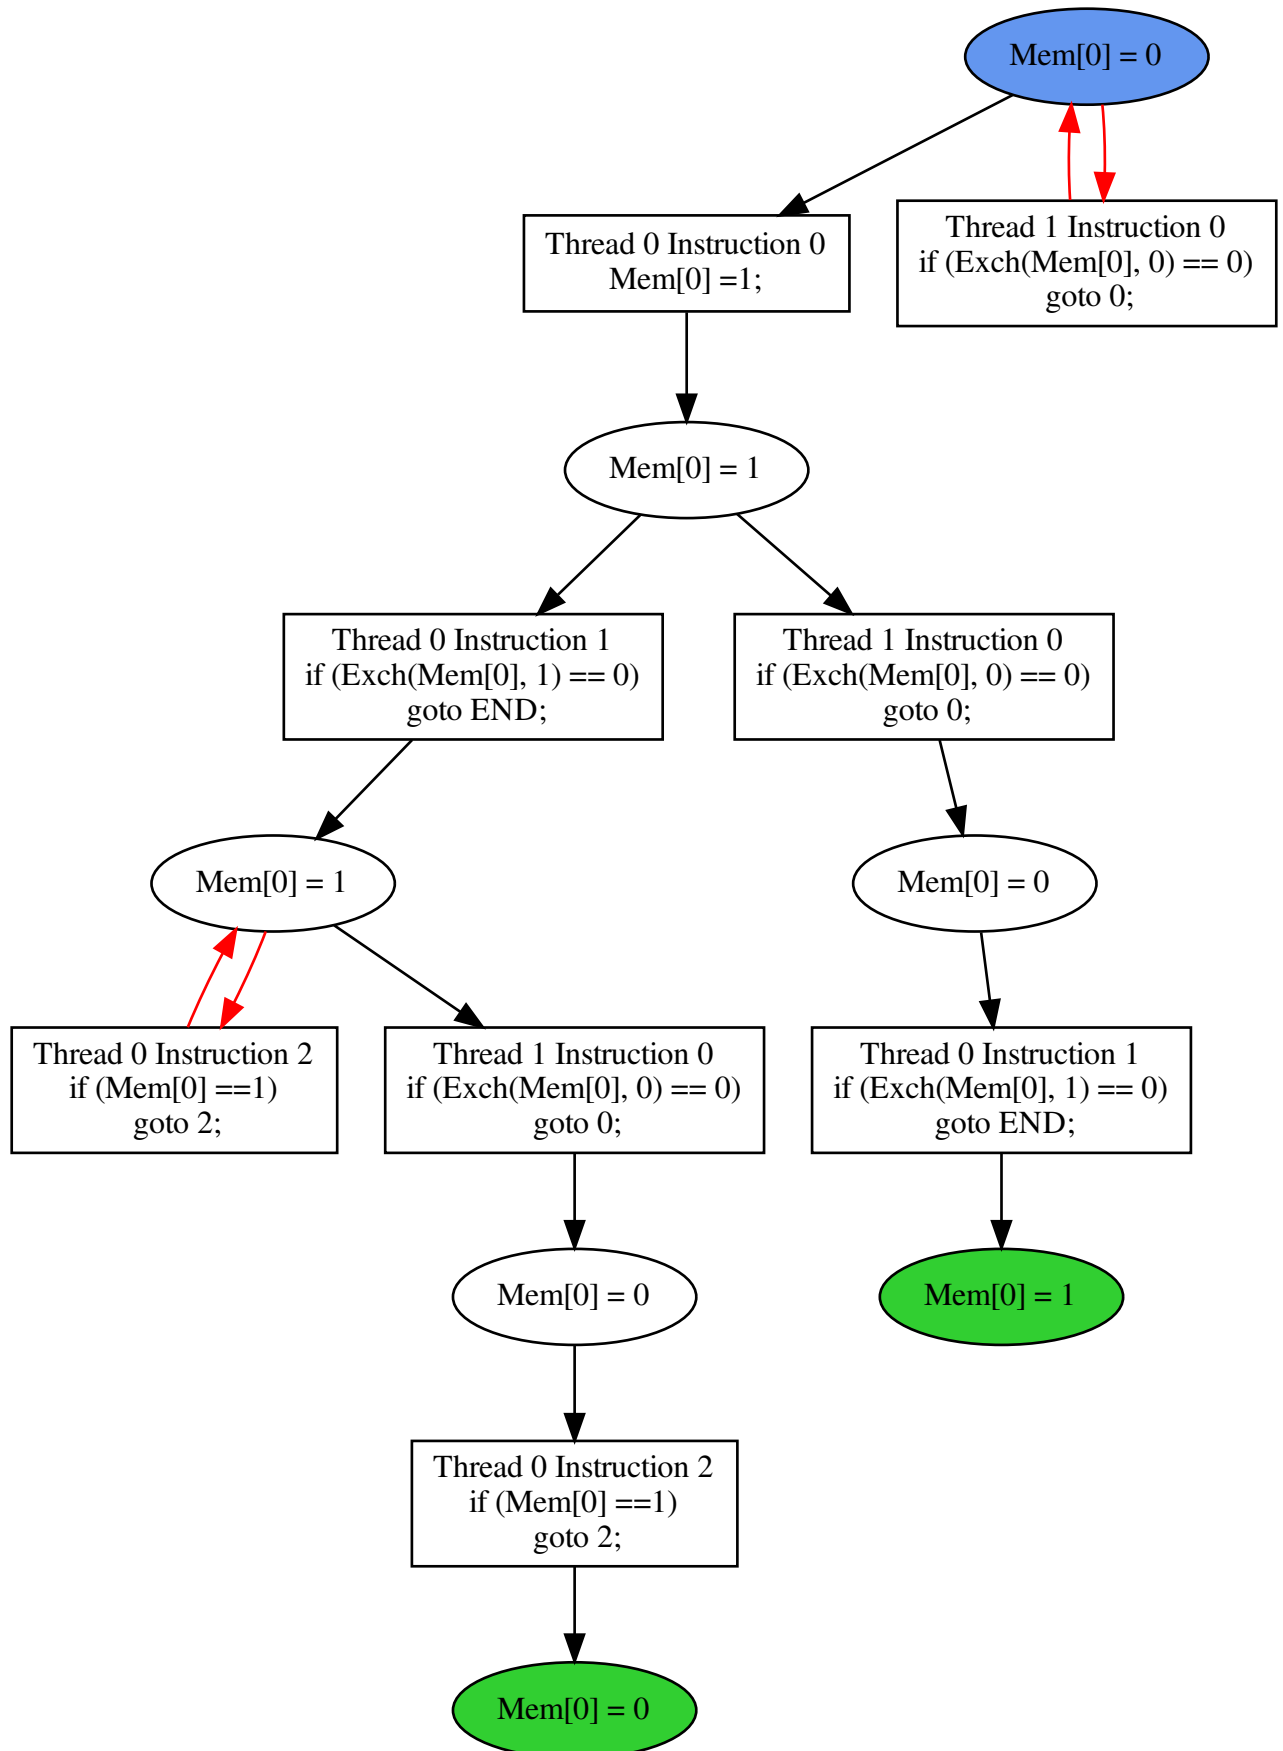 Mem[0] = 0
Thread 0 Instruction 0
Mem[0] =1;
Thread 1 Instruction 0
if (Exch(Mem[0], 0) == 0)
goto 0;
Mem[0] = 1
Thread 0 Instruction 1
if (Exch(Mem[0], 1) == 0)
goto END;
Thread 1 Instruction 0
if (Exch(Mem[0], 0) == 0)
goto 0;
Mem[0] = 1
Mem[0] = 0
Thread 0 Instruction 2
if (Mem[0] ==1)
goto 2;
Thread 1 Instruction 0
if (Exch(Mem[0], 0) == 0)
goto 0;
Thread 0 Instruction 1
if (Exch(Mem[0], 1) == 0)
goto END;
Mem[0] = 0
Mem[0] = 1
Thread 0 Instruction 2
if (Mem[0] ==1)
goto 2;
Mem[0] = 0